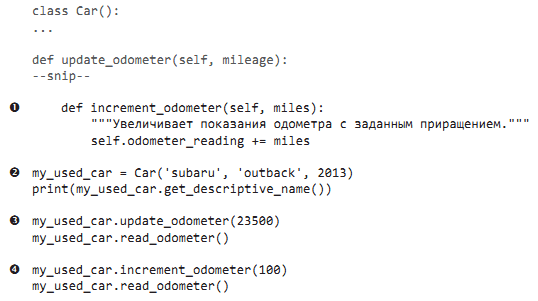 class Car():
...
def update_odometer(self, mileage):
--snip--
❶ def increment_odometer(self, miles):
"""Увеличивает показания одометра с заданным приращением."""
self.odometer_reading += miles
❷ my_used_car = Car('subaru', 'outback', 2013)
print(my_used_car.get_descriptive_name())
❸ my_used_car.update_odometer(23500)
my_used_car.read_odometer()
❹ my_used_car.increment_odometer(100)
my_used_car.read_odometer()